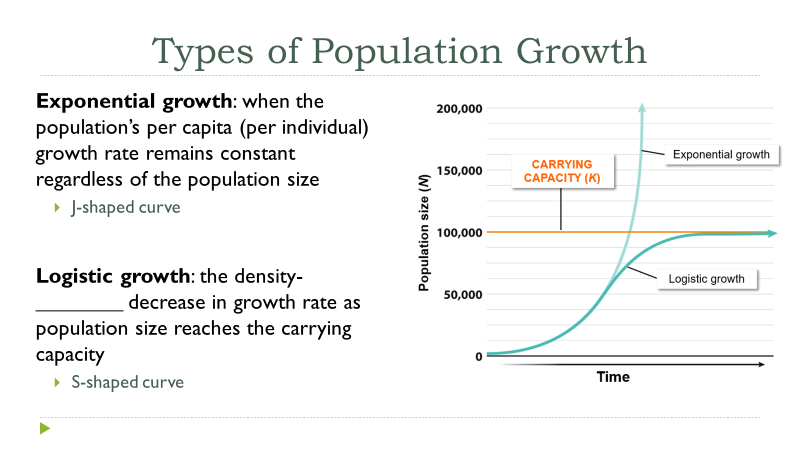 Types of Population Growth
Exponential growth: when the
population's per capita (per individual)
growth rate remains constant
regardless of the population size
J-shaped curve
Logistic growth: the density-
_________ decrease in growth rate as
population size reaches the carrying
capacity
S-shaped curve
200,000
150,000
100,000
50,000
0
Population size (N)
CARRYING
CAPACITY (K)
Exponential growth
Logistic growth
Time